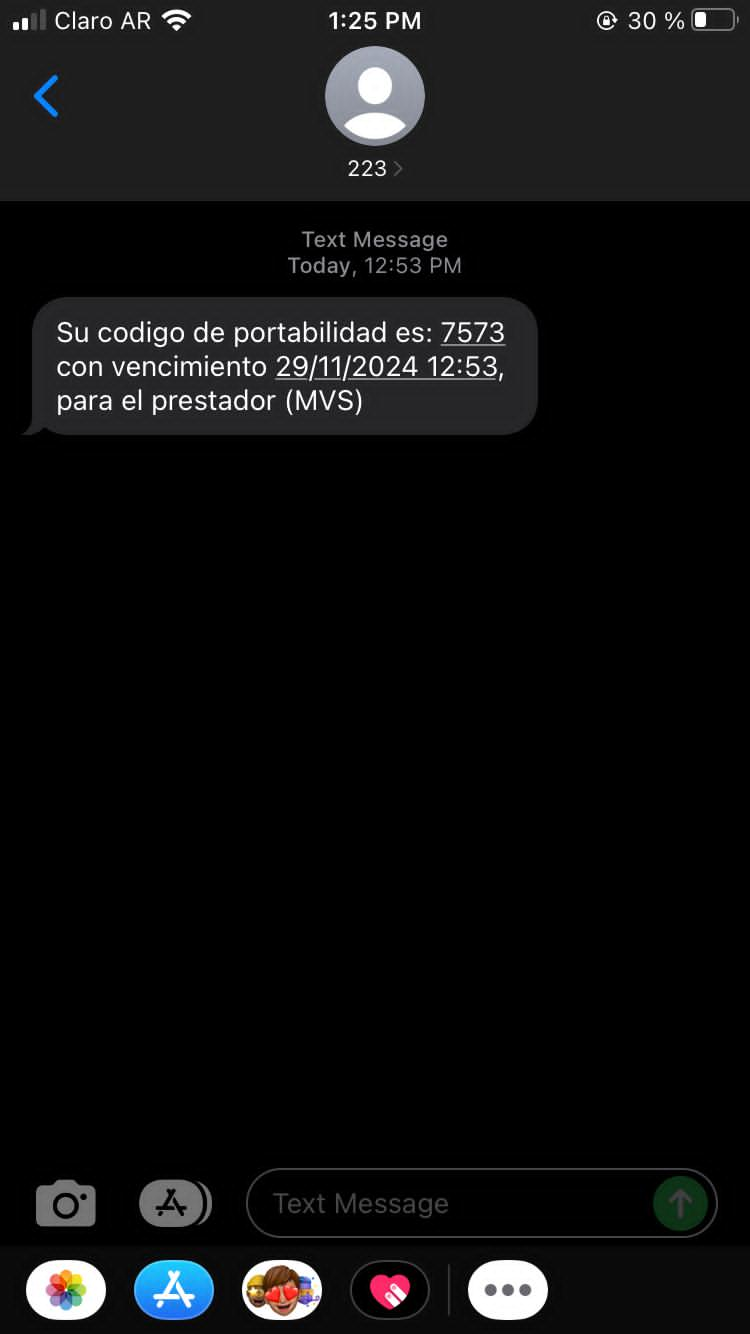 Claro AR
1:25 PM
30 %
223
Text Message
Today, 12:53 PM
Su codigo de portabilidad es: 7573
con vencimiento 29/11/2024 12:53,
para el prestador (MVS)
Text Message